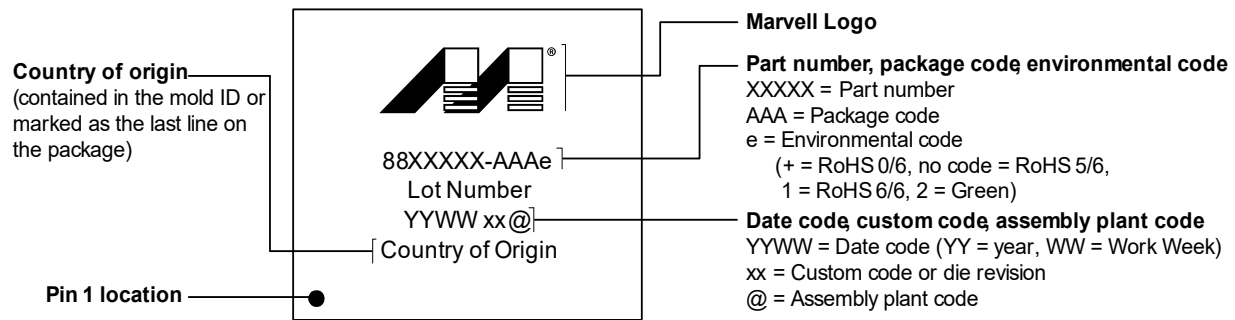 Marvell Logo
Country of origin
(contained in the mold ID or
marked as the last line on
the package)
Part number, package code, environmental code
XXXXX = Part number
AAA = Package code
e = Environmental code
(+ = RoHS 0/6, no code = RoHS 5/6,
1 = RoHS 6/6, 2 = Green)
®
88XXXXX-AAAe
Lot Number
YYWW xx@
Country of Origin
Date code, custom code, assembly plant code
YYWW = Date code (YY = year, WW = Work Week)
xx = Custom code or die revision
@ = Assembly plant code
Pin 1 location